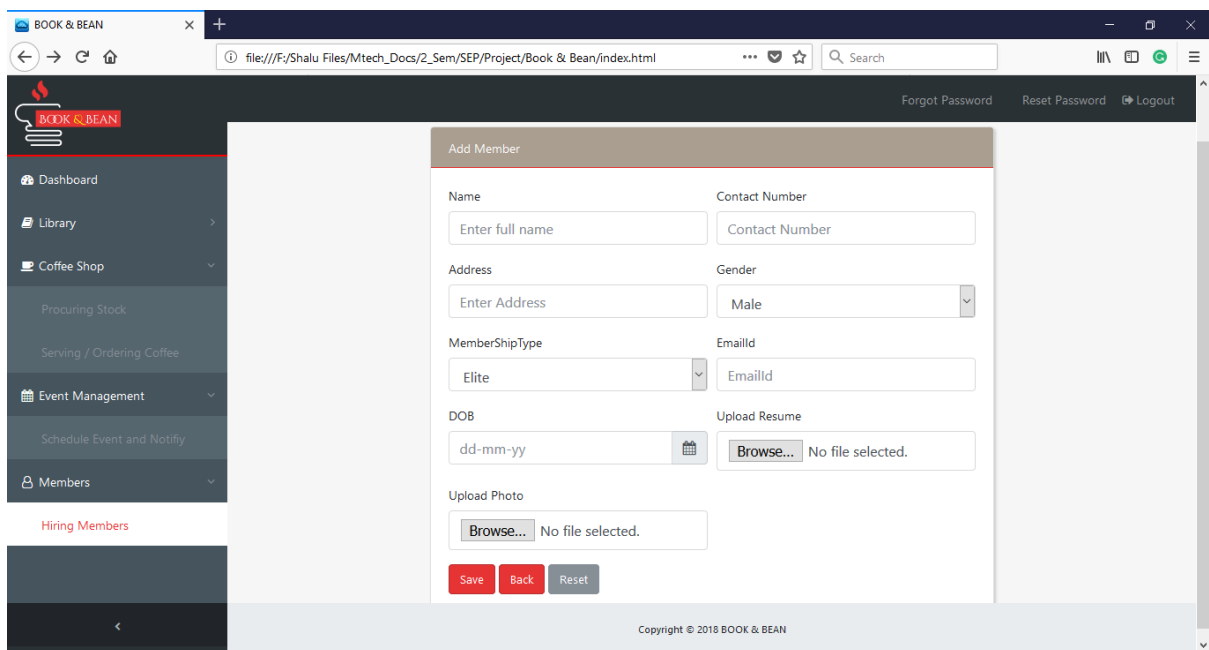 BOOK & BEAN
file:///F:/Shalu Files/Mtech_Docs/2_Sem/SEP/Project/Book & Bean/index.html
Search
BOOK & BEAN
Forgot Password
Reset Password
Logout
Dashboard
Library
Coffee Shop
Procuring Stock
Serving / Ordering Coffee
Event Management
Schedule Event and Notifiy
Members
Hiring Members
Add Member
Name
Contact Number
Enter full name
Contact Number
Address
Gender
Enter Address
Male
MemberShipType
EmailId
Elite
EmailId
DOB
Upload Resume
dd-mm-yy
Browse... No file selected.
Upload Photo
Browse... No file selected.
Save
Back
Reset
Copyright © 2018 BOOK & BEAN